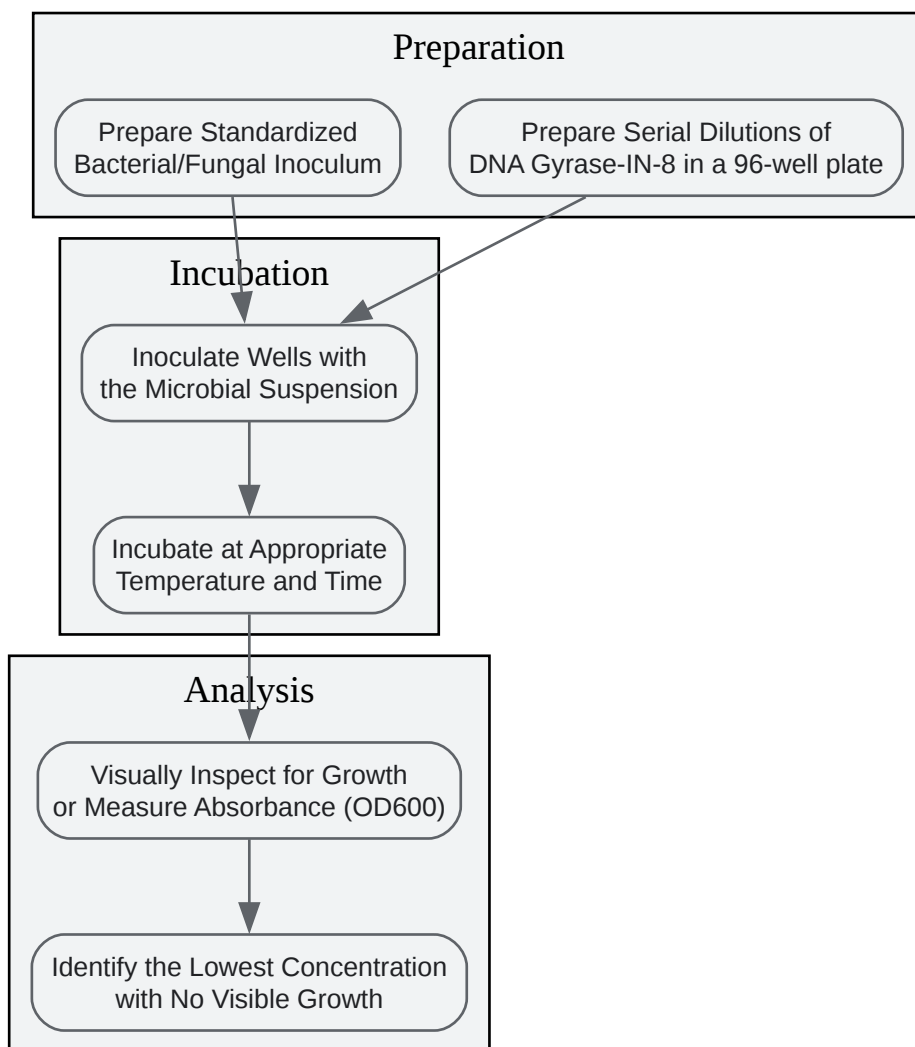 Preparation
Prepare Standardized
Bacterial/Fungal Inoculum
Prepare Serial Dilutions of
DNA Gyrase-IN-8 in a 96-well plate
Incubation
Inoculate Wells with
the Microbial Suspension
Incubate at Appropriate
Temperature and Time
Analysis
Visually Inspect for Growth
or Measure Absorbance (OD600)
Identify the Lowest Concentration
with No Visible Growth